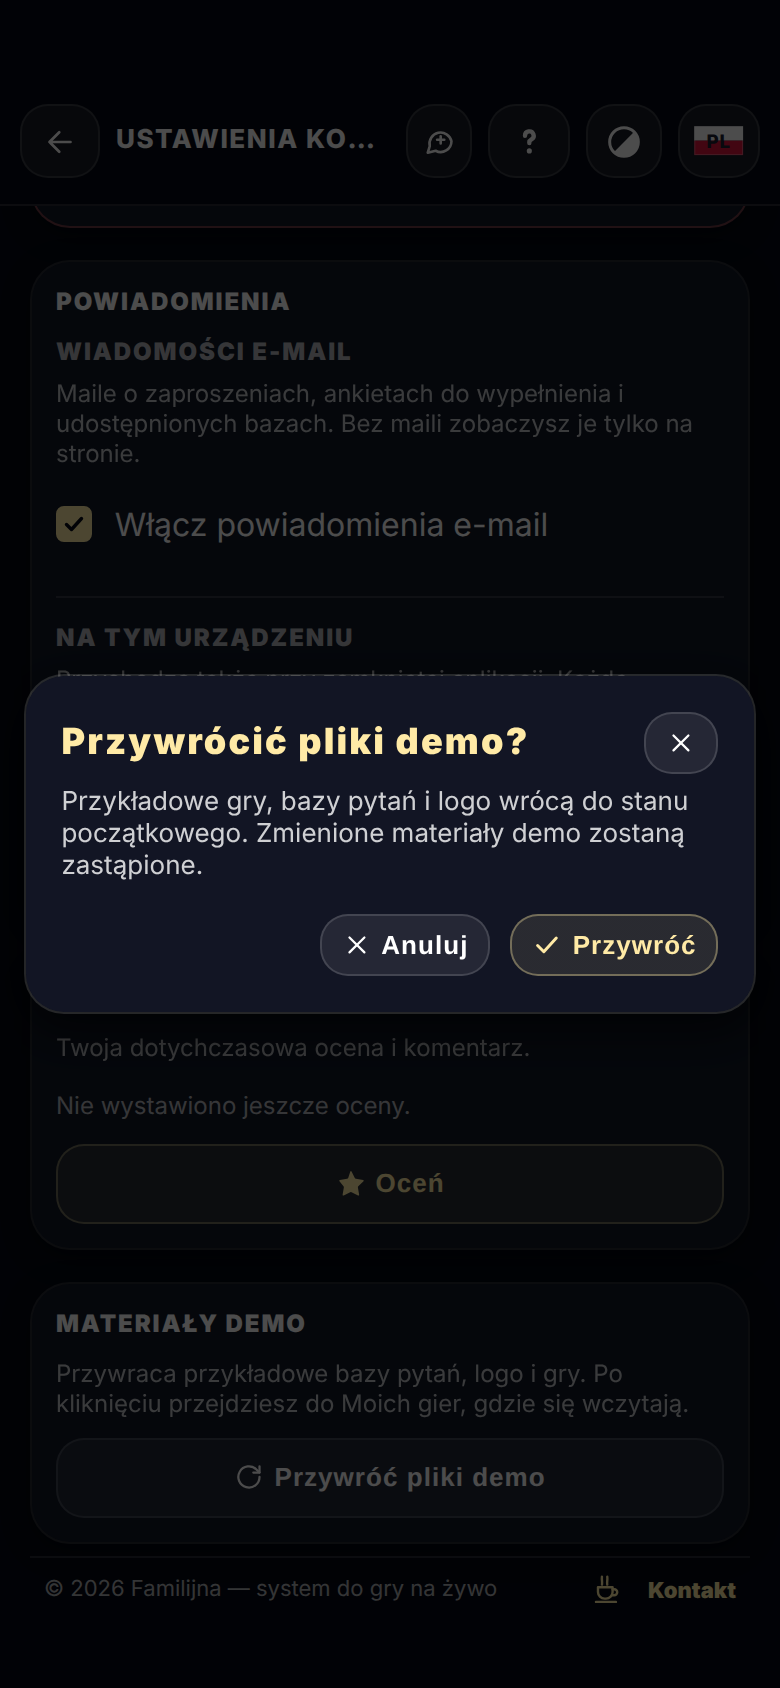 USTAWIENIA KO...
?
PL
POWIADOMIENIA
WIADOMOŚCI E-MAIL
Maile o zaproszeniach, ankietach do wypełnienia i
udostępnionych bazach. Bez maili zobaczysz je tylko na
stronie.
Włącz powiadomienia e-mail
NA TYM URZĄDZENIU
Przywrócić pliki demo?
Przykładowe gry, bazy pytań i logo wrócą do stanu
początkowego. Zmienione materiały demo zostaną
zastąpione.
Anuluj
Przywróć
Twoja dotychczasowa ocena i komentarz.
Nie wystawiono jeszcze oceny.
Oceń
MATERIAŁY DEMO
Przywraca przykładowe bazy pytań, logo i gry. Po
kliknięciu przejdziesz do Moich gier, gdzie się wczytają.
Przywróć pliki demo
© 2026 Familijna — system do gry na żywo
Kontakt